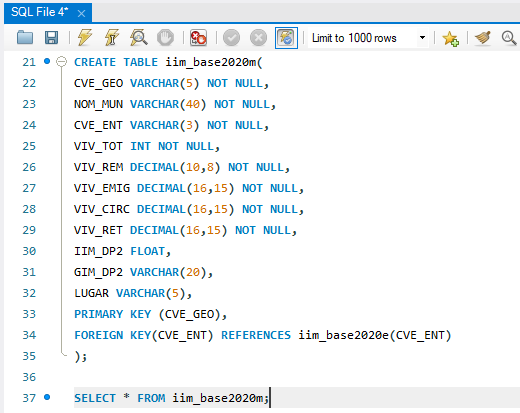 SQL File 4*
Limit to 1000 rows
21 CREATE TABLE iim_base2020m(
22 CVE_GEO VARCHAR(5) NOT NULL,
23 NOM_MUN VARCHAR(40) NOT NULL,
24 CVE_ENT VARCHAR(3) NOT NULL,
25 VIV_TOT INT NOT NULL,
26 VIV_REM DECIMAL(10,8) NOT NULL,
27 VIV_EMIG DECIMAL(16,15) NOT NULL,
28 VIV_CIRC DECIMAL(16,15) NOT NULL,
29 VIV_RET DECIMAL(16,15) NOT NULL,
30 IIM_DP2 FLOAT,
31 GIM_DP2 VARCHAR(20),
32 LUGAR VARCHAR(5),
33 PRIMARY KEY (CVE_GEO),
34 FOREIGN KEY(CVE_ENT) REFERENCES iim_base2020e(CVE_ENT)
35 );
36
37 SELECT * FROM iim_base2020m;